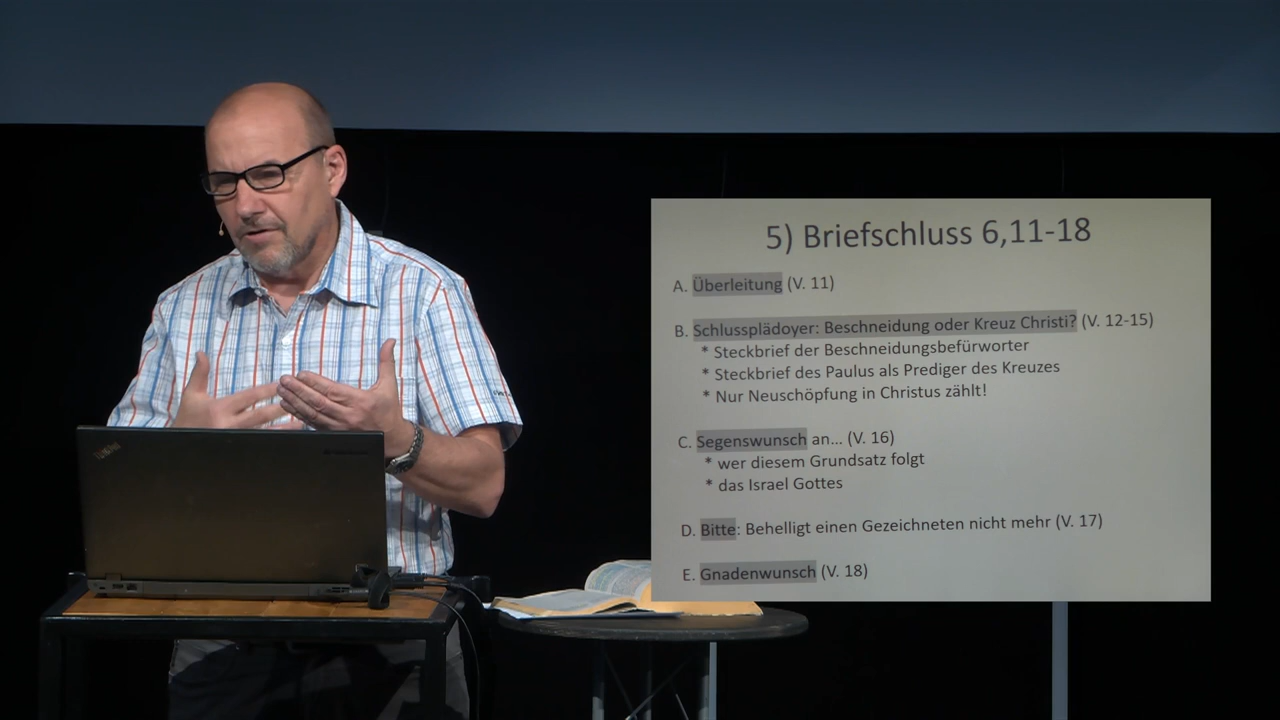 5) Briefschluss 6,11-18
A. Überleitung (V. 11)
B. Schlussplädoyer: Beschneidung oder Kreuz Christi? (V. 12-15)
* Steckbrief der Beschneidungsbefürworter
* Steckbrief des Paulus als Prediger des Kreuzes
* Nur Neuschöpfung in Christus zählt!
C. Segenswunsch an... (V. 16)
* wer diesem Grundsatz folgt
* das Israel Gottes
D. Bitte: Behelligt einen Gezeichneten nicht mehr (V. 17)
E. Gnadenwunsch (V. 18)
ThinkPad